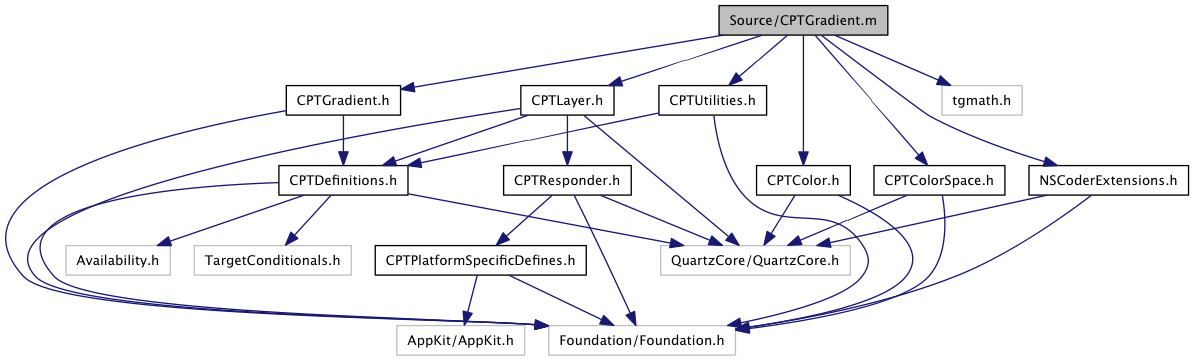 Source/CPTGradient.m
CPTGradient.h
CPTLayer.h
CPTUtilities.h
tgmath.h
CPTDefinitions.h
CPTResponder.h
CPTColor.h
CPTColorSpace.h
NSCoderExtensions.h
Availability.h
TargetConditionals.h
CPTPlatformSpecificDefines.h
QuartzCore/QuartzCore.h
AppKit/AppKit.h
Foundation/Foundation.h